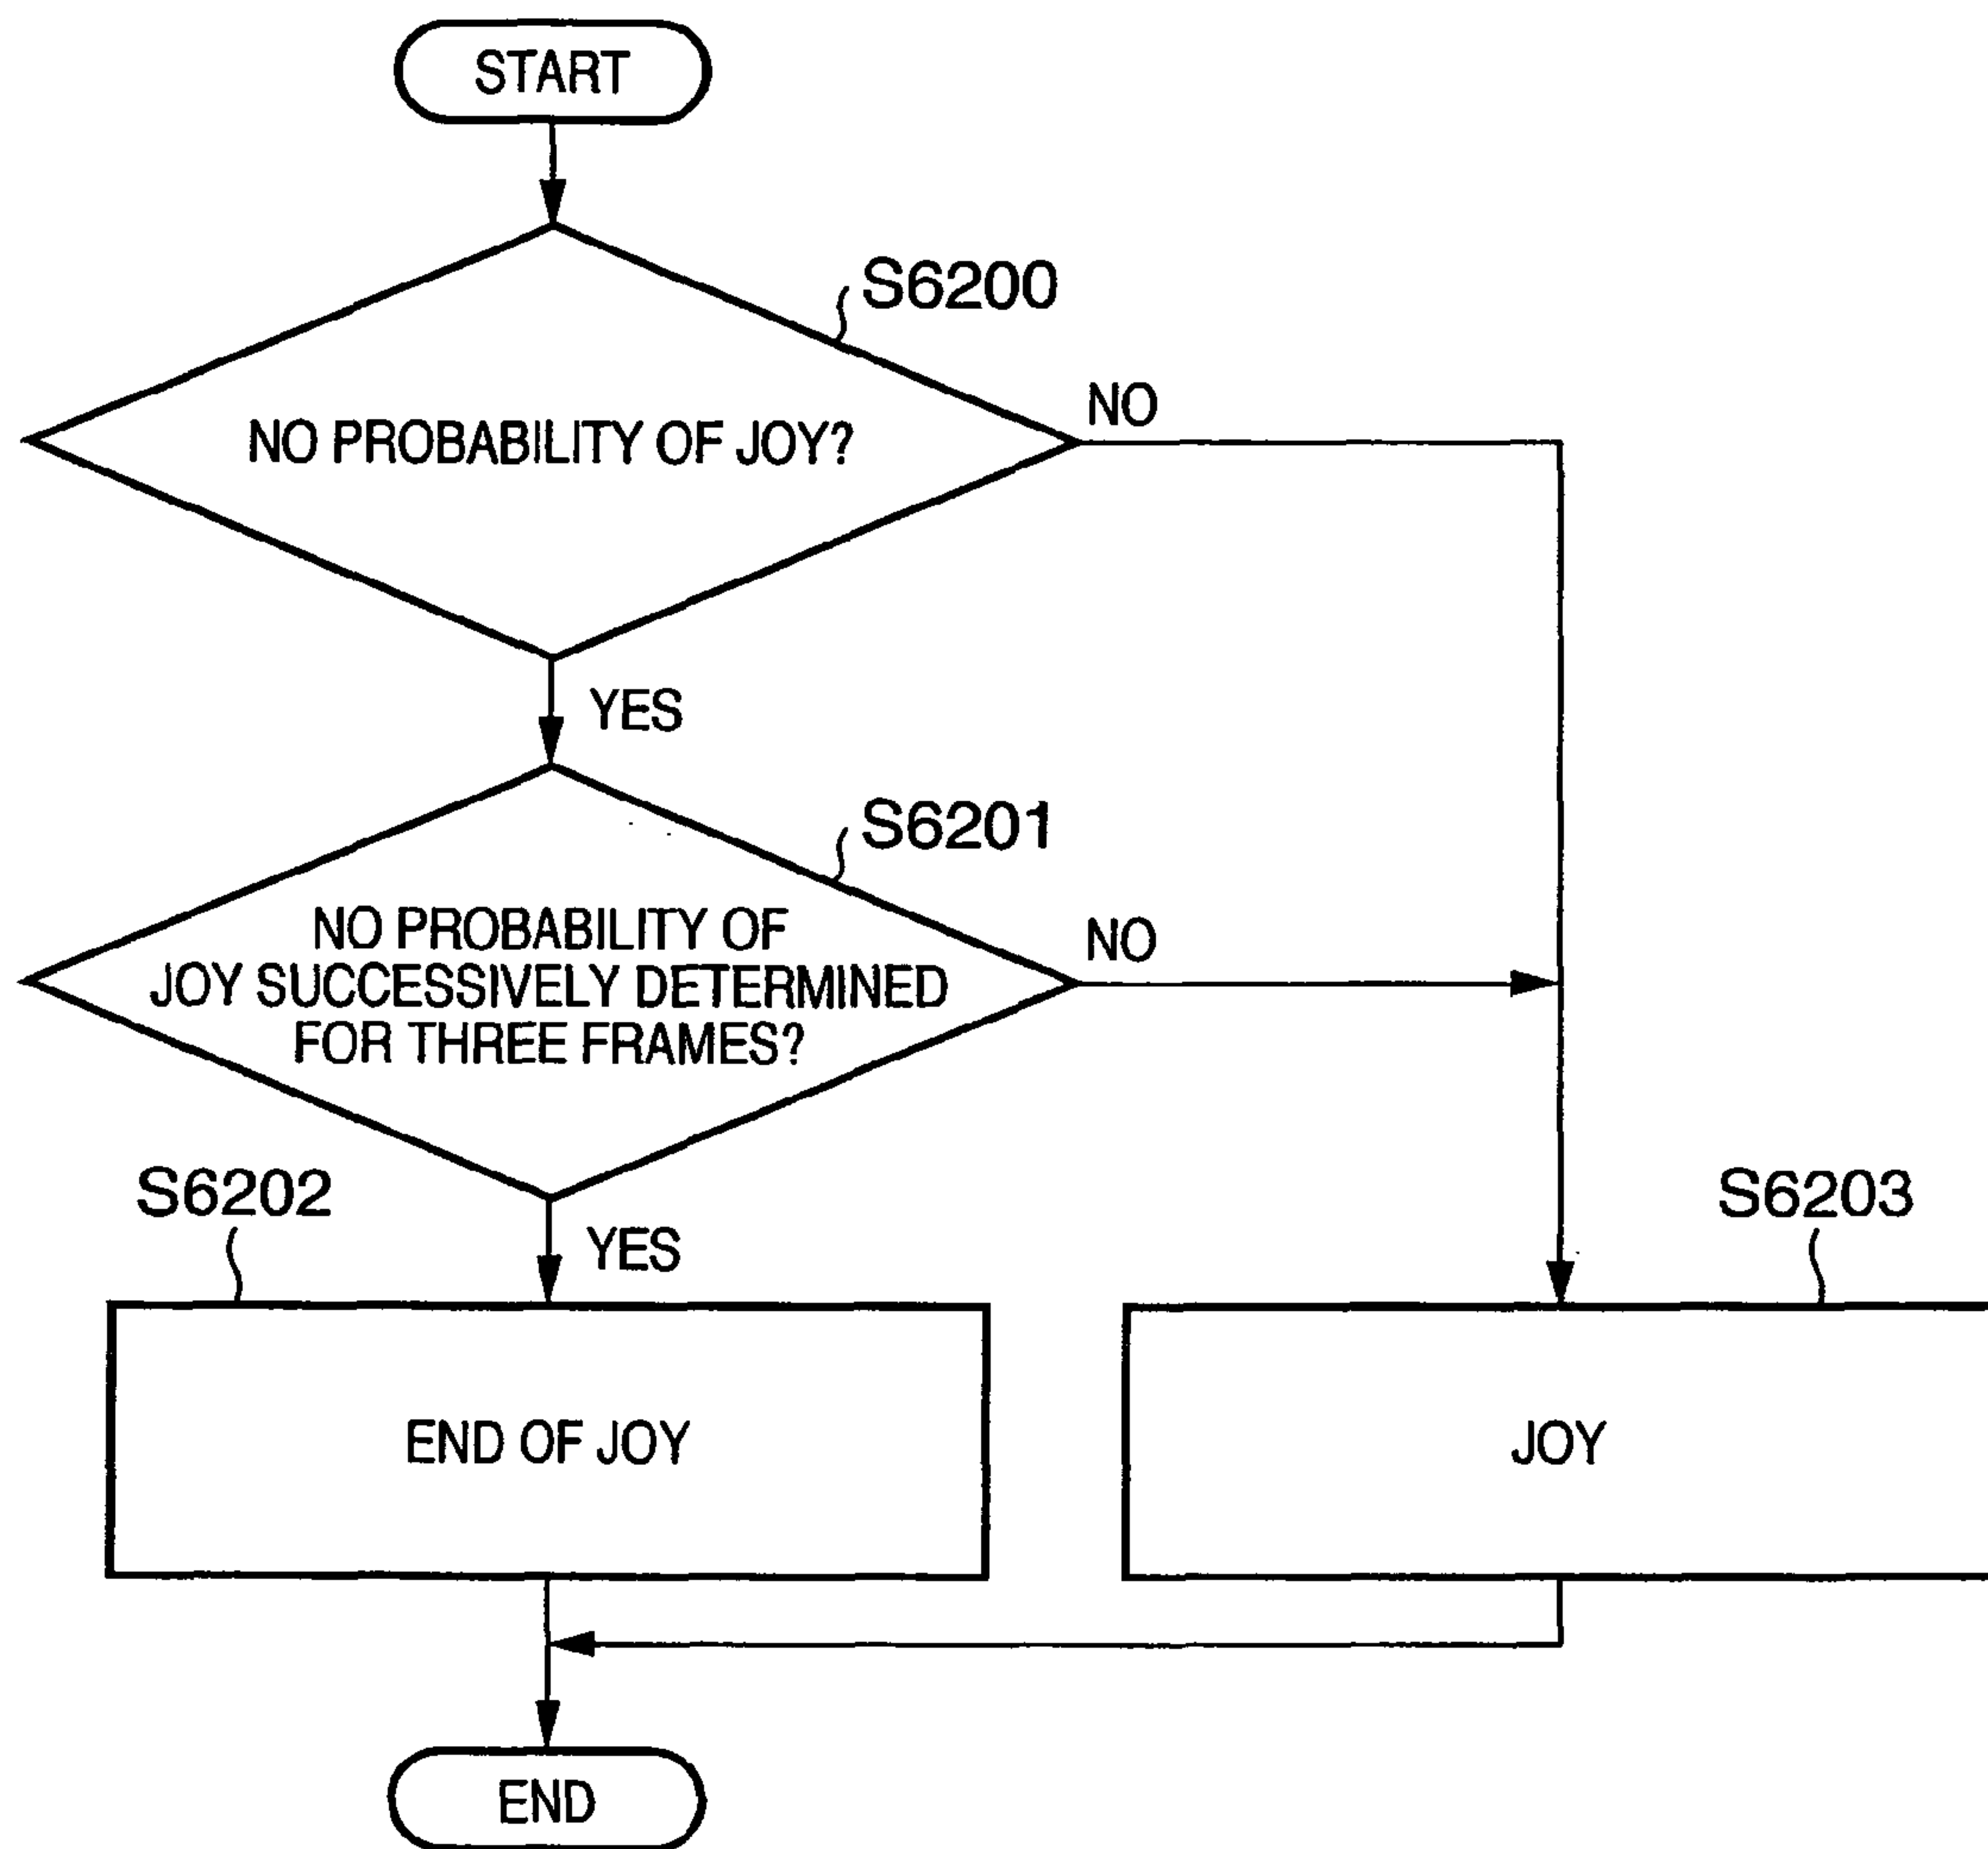 START
S6200
NO PROBABILITY OF JOY?
NO
YES
S6201
NO PROBABILITY OF
JOY SUCCESSIVELY DETERMINED
FOR THREE FRAMES?
NO
YES
S6202
END OF JOY
S6203
JOY
END